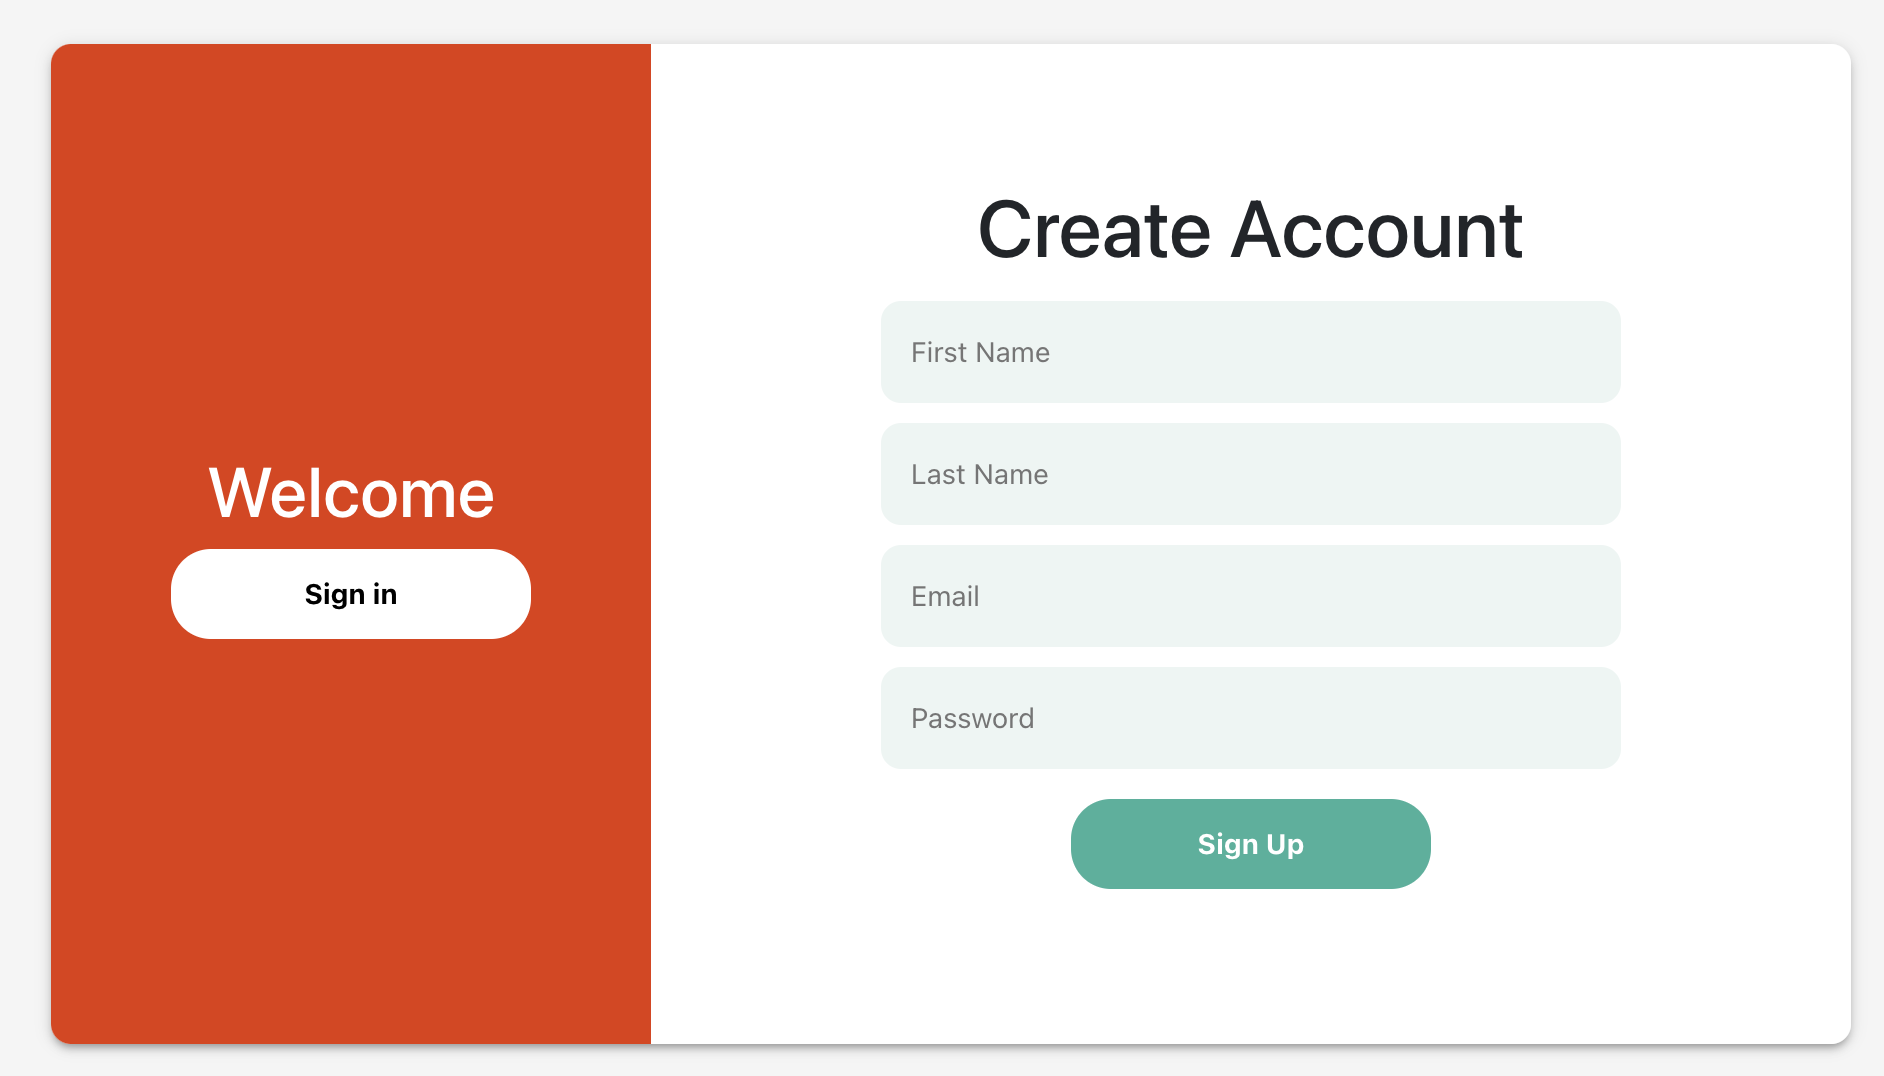 Welcome
Sign in
Create Account
First Name
Last Name
Email
Password
Sign Up